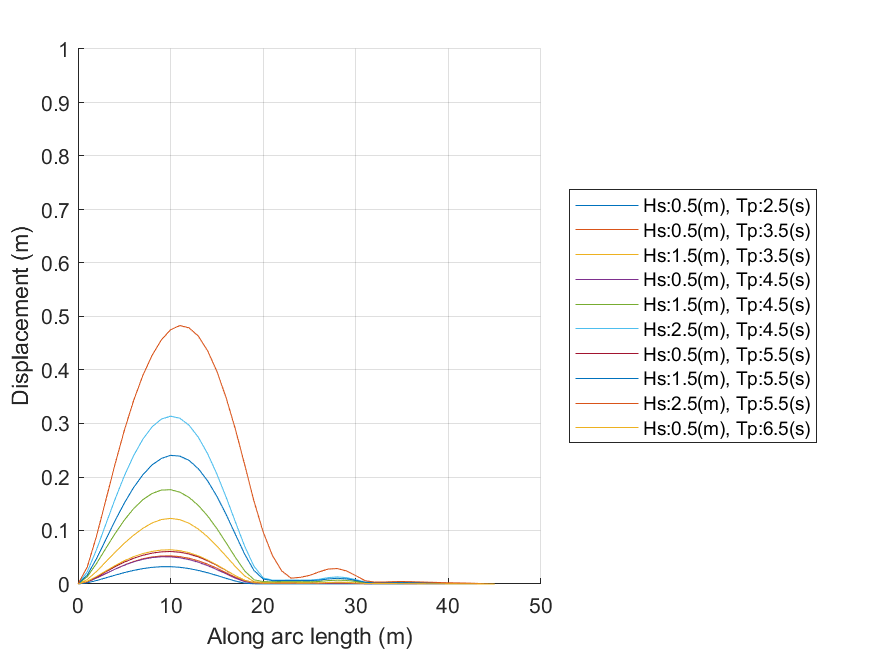 1
0.9
0.8
0.7
0.6
0.5
0.4
0.3
0.2
0.1
0
Displacement (m)
0 10 20 30 40 50
Along arc length (m)
Hs:0.5(m), Tp:2.5(s)
Hs:0.5(m), Tp:3.5(s)
Hs:1.5(m), Tp:3.5(s)
Hs:0.5(m), Tp:4.5(s)
Hs:1.5(m), Tp:4.5(s)
Hs:2.5(m), Tp:4.5(s)
Hs:0.5(m), Tp:5.5(s)
Hs:1.5(m), Tp:5.5(s)
Hs:2.5(m), Tp:5.5(s)
Hs:0.5(m), Tp:6.5(s)